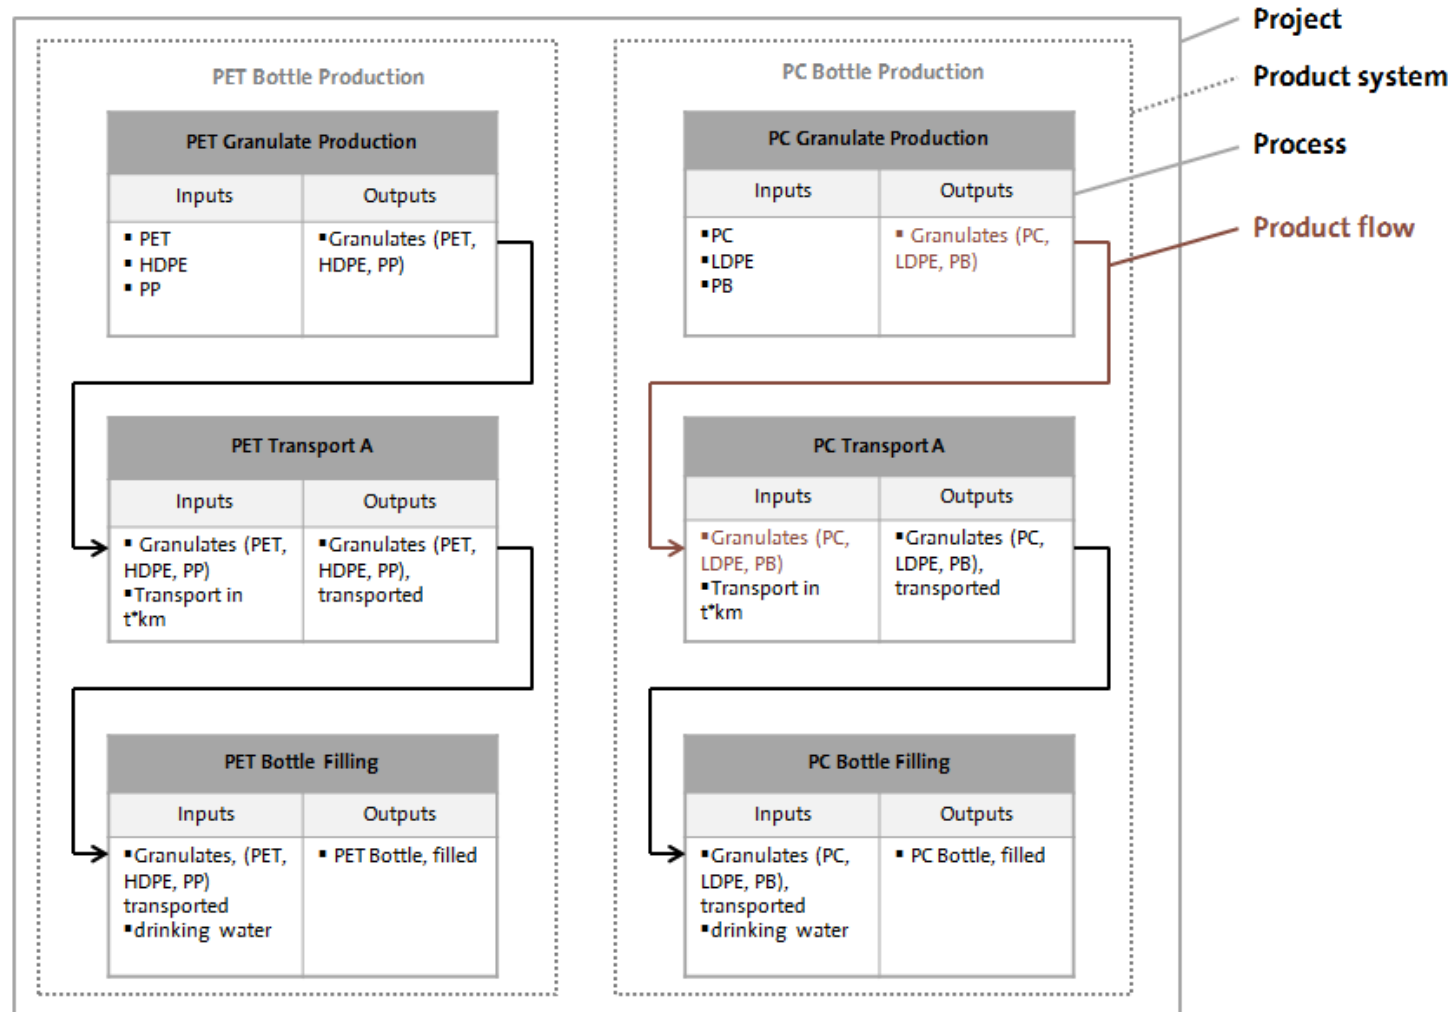 Project
Product system
Process
Product flow
PET Bottle Production
PET Granulate Production
Inputs
Outputs
▪ PET
▪ HDPE
▪ PP
▪Granulates (PET,
HDPE, PP)
PET Transport A
Inputs
Outputs
▪ Granulates (PET,
HDPE, PP)
▪Transport in
t*km
▪Granulates (PET,
HDPE, PP),
transported
PET Bottle Filling
Inputs
Outputs
▪Granulates, (PET,
HDPE, PP)
transported
▪drinking water
▪ PET Bottle, filled
PC Bottle Production
PC Granulate Production
Inputs
Outputs
▪PC
▪LDPE
▪PB
▪ Granulates (PC,
LDPE, PB)
PC Transport A
Inputs
Outputs
▪Granulates (PC,
LDPE, PB)
▪Transport in
t*km
▪Granulates (PC,
LDPE, PB),
transported
PC Bottle Filling
Inputs
Outputs
▪Granulates (PC,
LDPE, PB),
transported
▪drinking water
▪ PC Bottle, filled